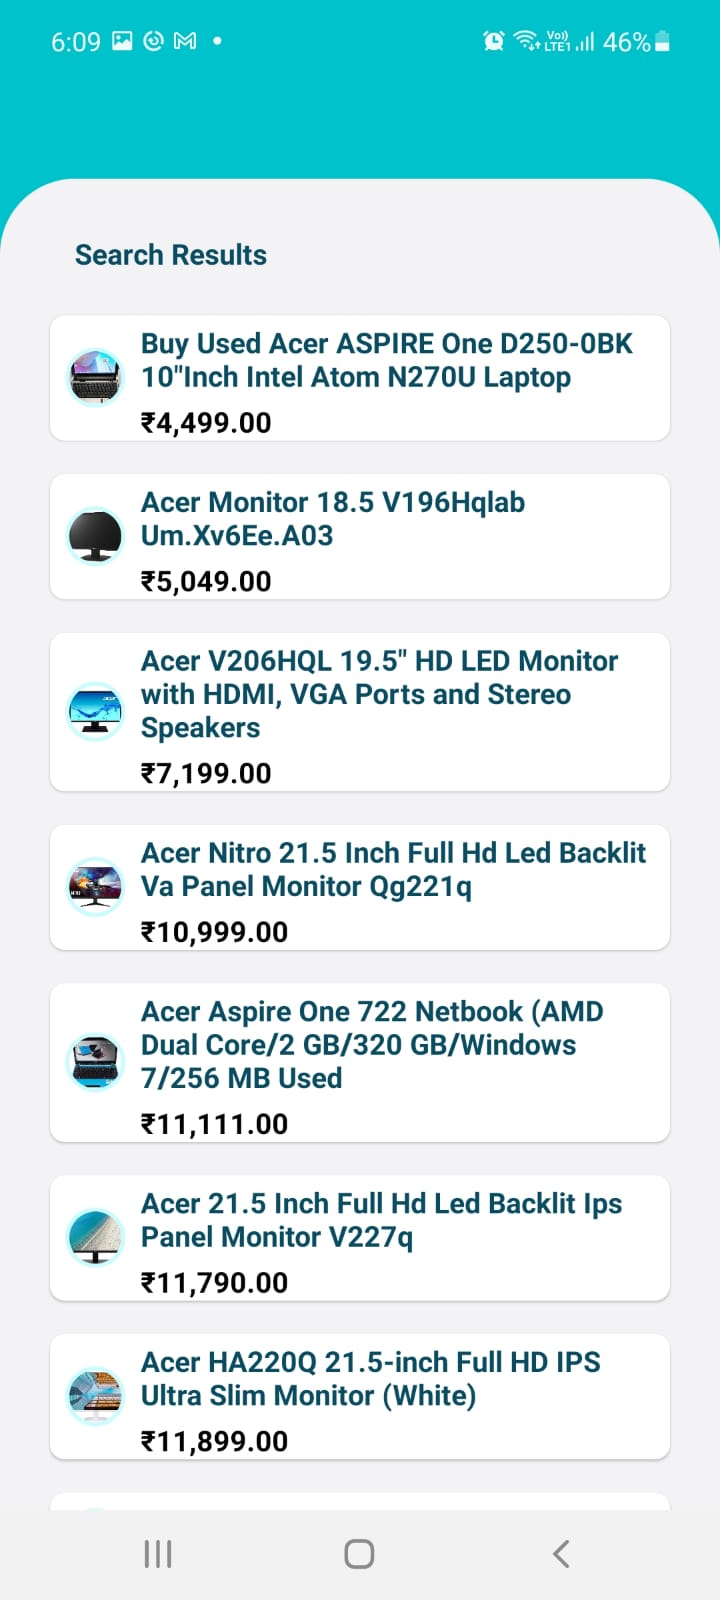 6:09
Vo))
LTE1
46%
Search Results
Buy Used Acer ASPIRE One D250-0BK
10"Inch Intel Atom N270U Laptop
₹4,499.00
Acer Monitor 18.5 V196Hqlab
Um.Xv6Ee.A03
₹5,049.00
Acer V206HQL 19.5" HD LED Monitor
with HDMI, VGA Ports and Stereo
Speakers
₹7,199.00
Acer Nitro 21.5 Inch Full Hd Led Backlit
Va Panel Monitor Qg221q
₹10,999.00
Acer Aspire One 722 Netbook (AMD
Dual Core/2 GB/320 GB/Windows
7/256 MB Used
₹11,111.00
Acer 21.5 Inch Full Hd Led Backlit Ips
Panel Monitor V227q
₹11,790.00
Acer HA220Q 21.5-inch Full HD IPS
Ultra Slim Monitor (White)
₹11,899.00